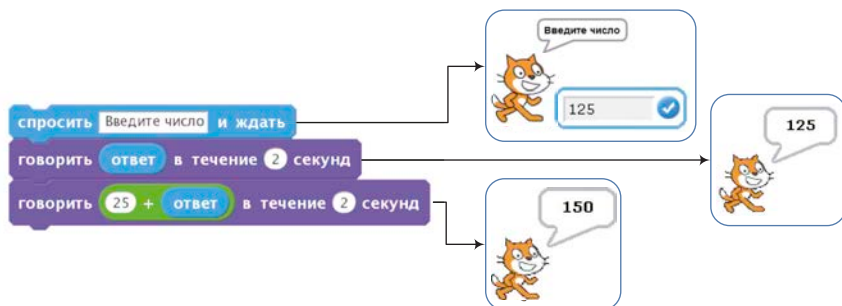 спросить Введите число и ждать
говорить ответ в течение 2 секунд
говорить 25 + ответ в течение 2 секунд
Введите число
125
125
150